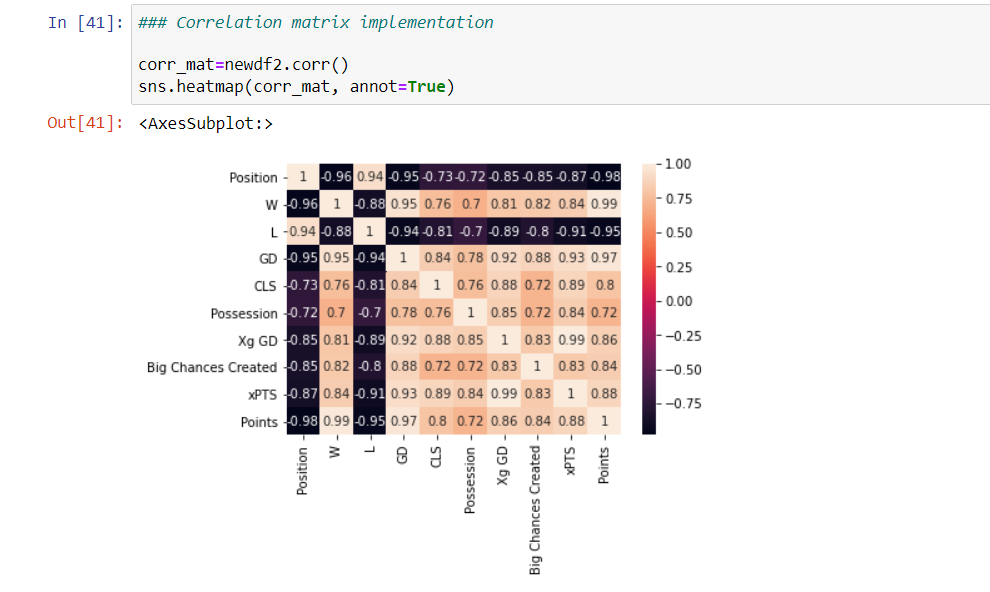 In [41]: ### Correlation matrix implementation
corr_mat=newdf2.corr()
sns.heatmap(corr_mat, annot=True)
Out[41]: <AxesSubplot:>
Position 1 -0.96 0.94 -0.95 -0.73 -0.72 -0.85 -0.85 -0.87 -0.98
W -0.96 1 -0.88 0.95 0.76 0.7 0.81 0.82 0.84 0.99
L 0.94 -0.88 1 -0.94 -0.81 -0.7 -0.89 -0.8 -0.91 -0.95
GD -0.95 0.95 -0.94 1 0.84 0.78 0.92 0.88 0.93 0.97
CLS -0.73 0.76 -0.81 0.84 1 0.76 0.88 0.72 0.89 0.8
Possession -0.72 0.7 -0.7 0.78 0.76 1 0.85 0.72 0.84 0.72
Xg GD -0.85 0.81 -0.89 0.92 0.88 0.85 1 0.83 0.99 0.86
Big Chances Created -0.85 0.82 -0.8 0.88 0.72 0.72 0.83 1 0.83 0.84
xPTS -0.87 0.84 -0.91 0.93 0.89 0.84 0.99 0.83 1 0.88
Points -0.98 0.99 -0.95 0.97 0.8 0.72 0.86 0.84 0.88 1
Position
W
L
GD
CLS
Possession
Xg GD
Big Chances Created
xPTS
Points
1.00
0.75
0.50
0.25
0.00
−0.25
−0.50
−0.75